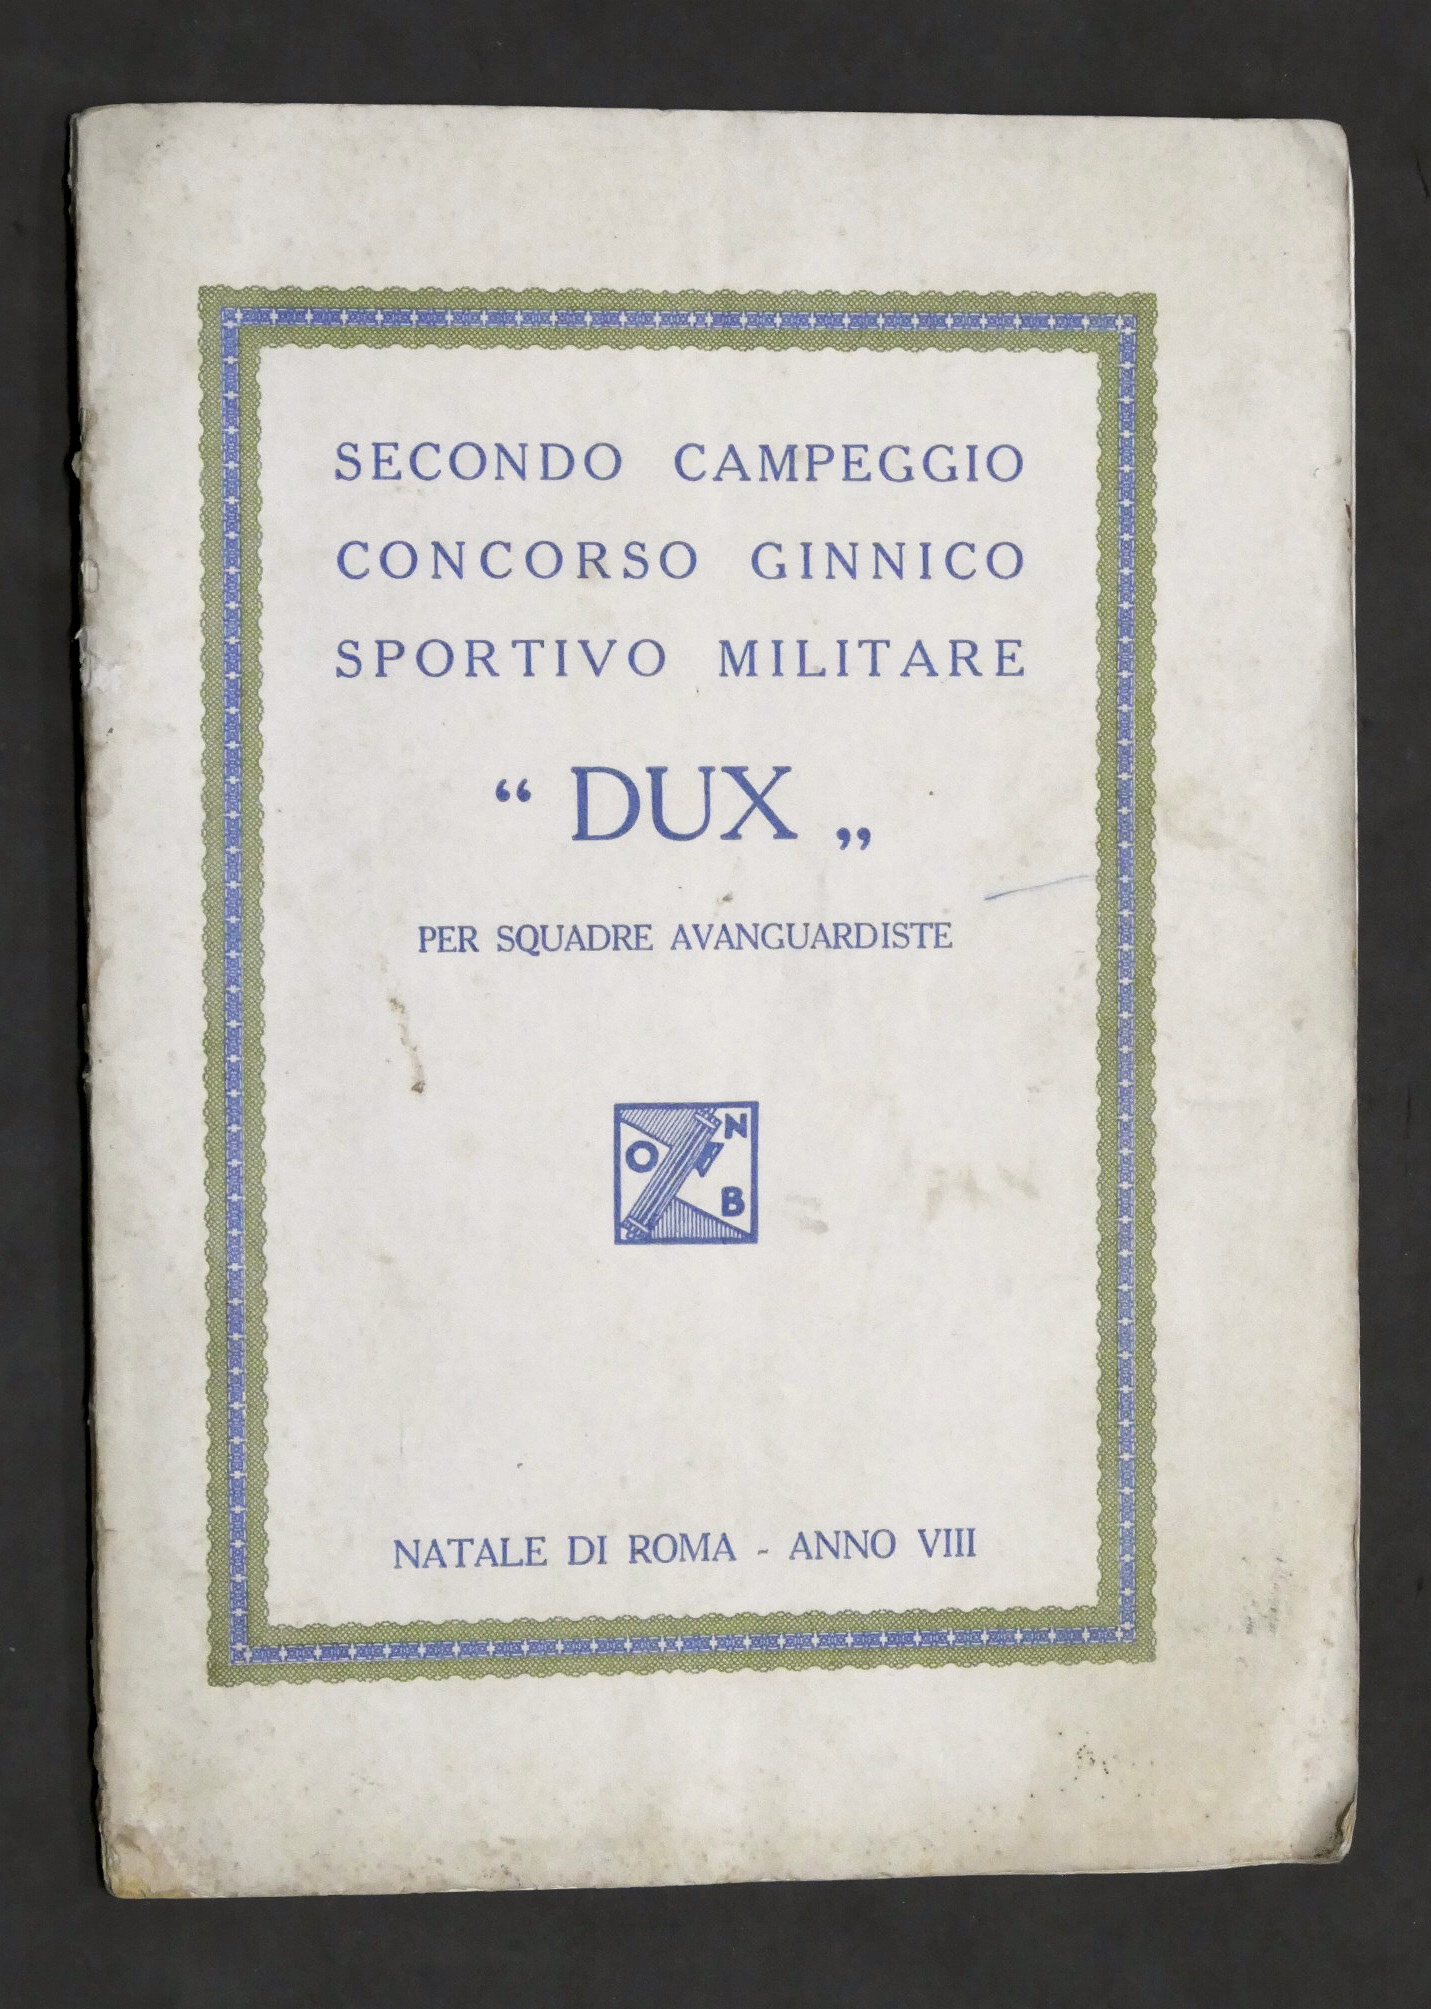 SECONDO CAMPEGGIO
CONCORSO GINNICO
SPORTIVO MILITARE
“ DUX „
PER SQUADRE AVANGUARDISTE
O N B
NATALE DI ROMA - ANNO VIII